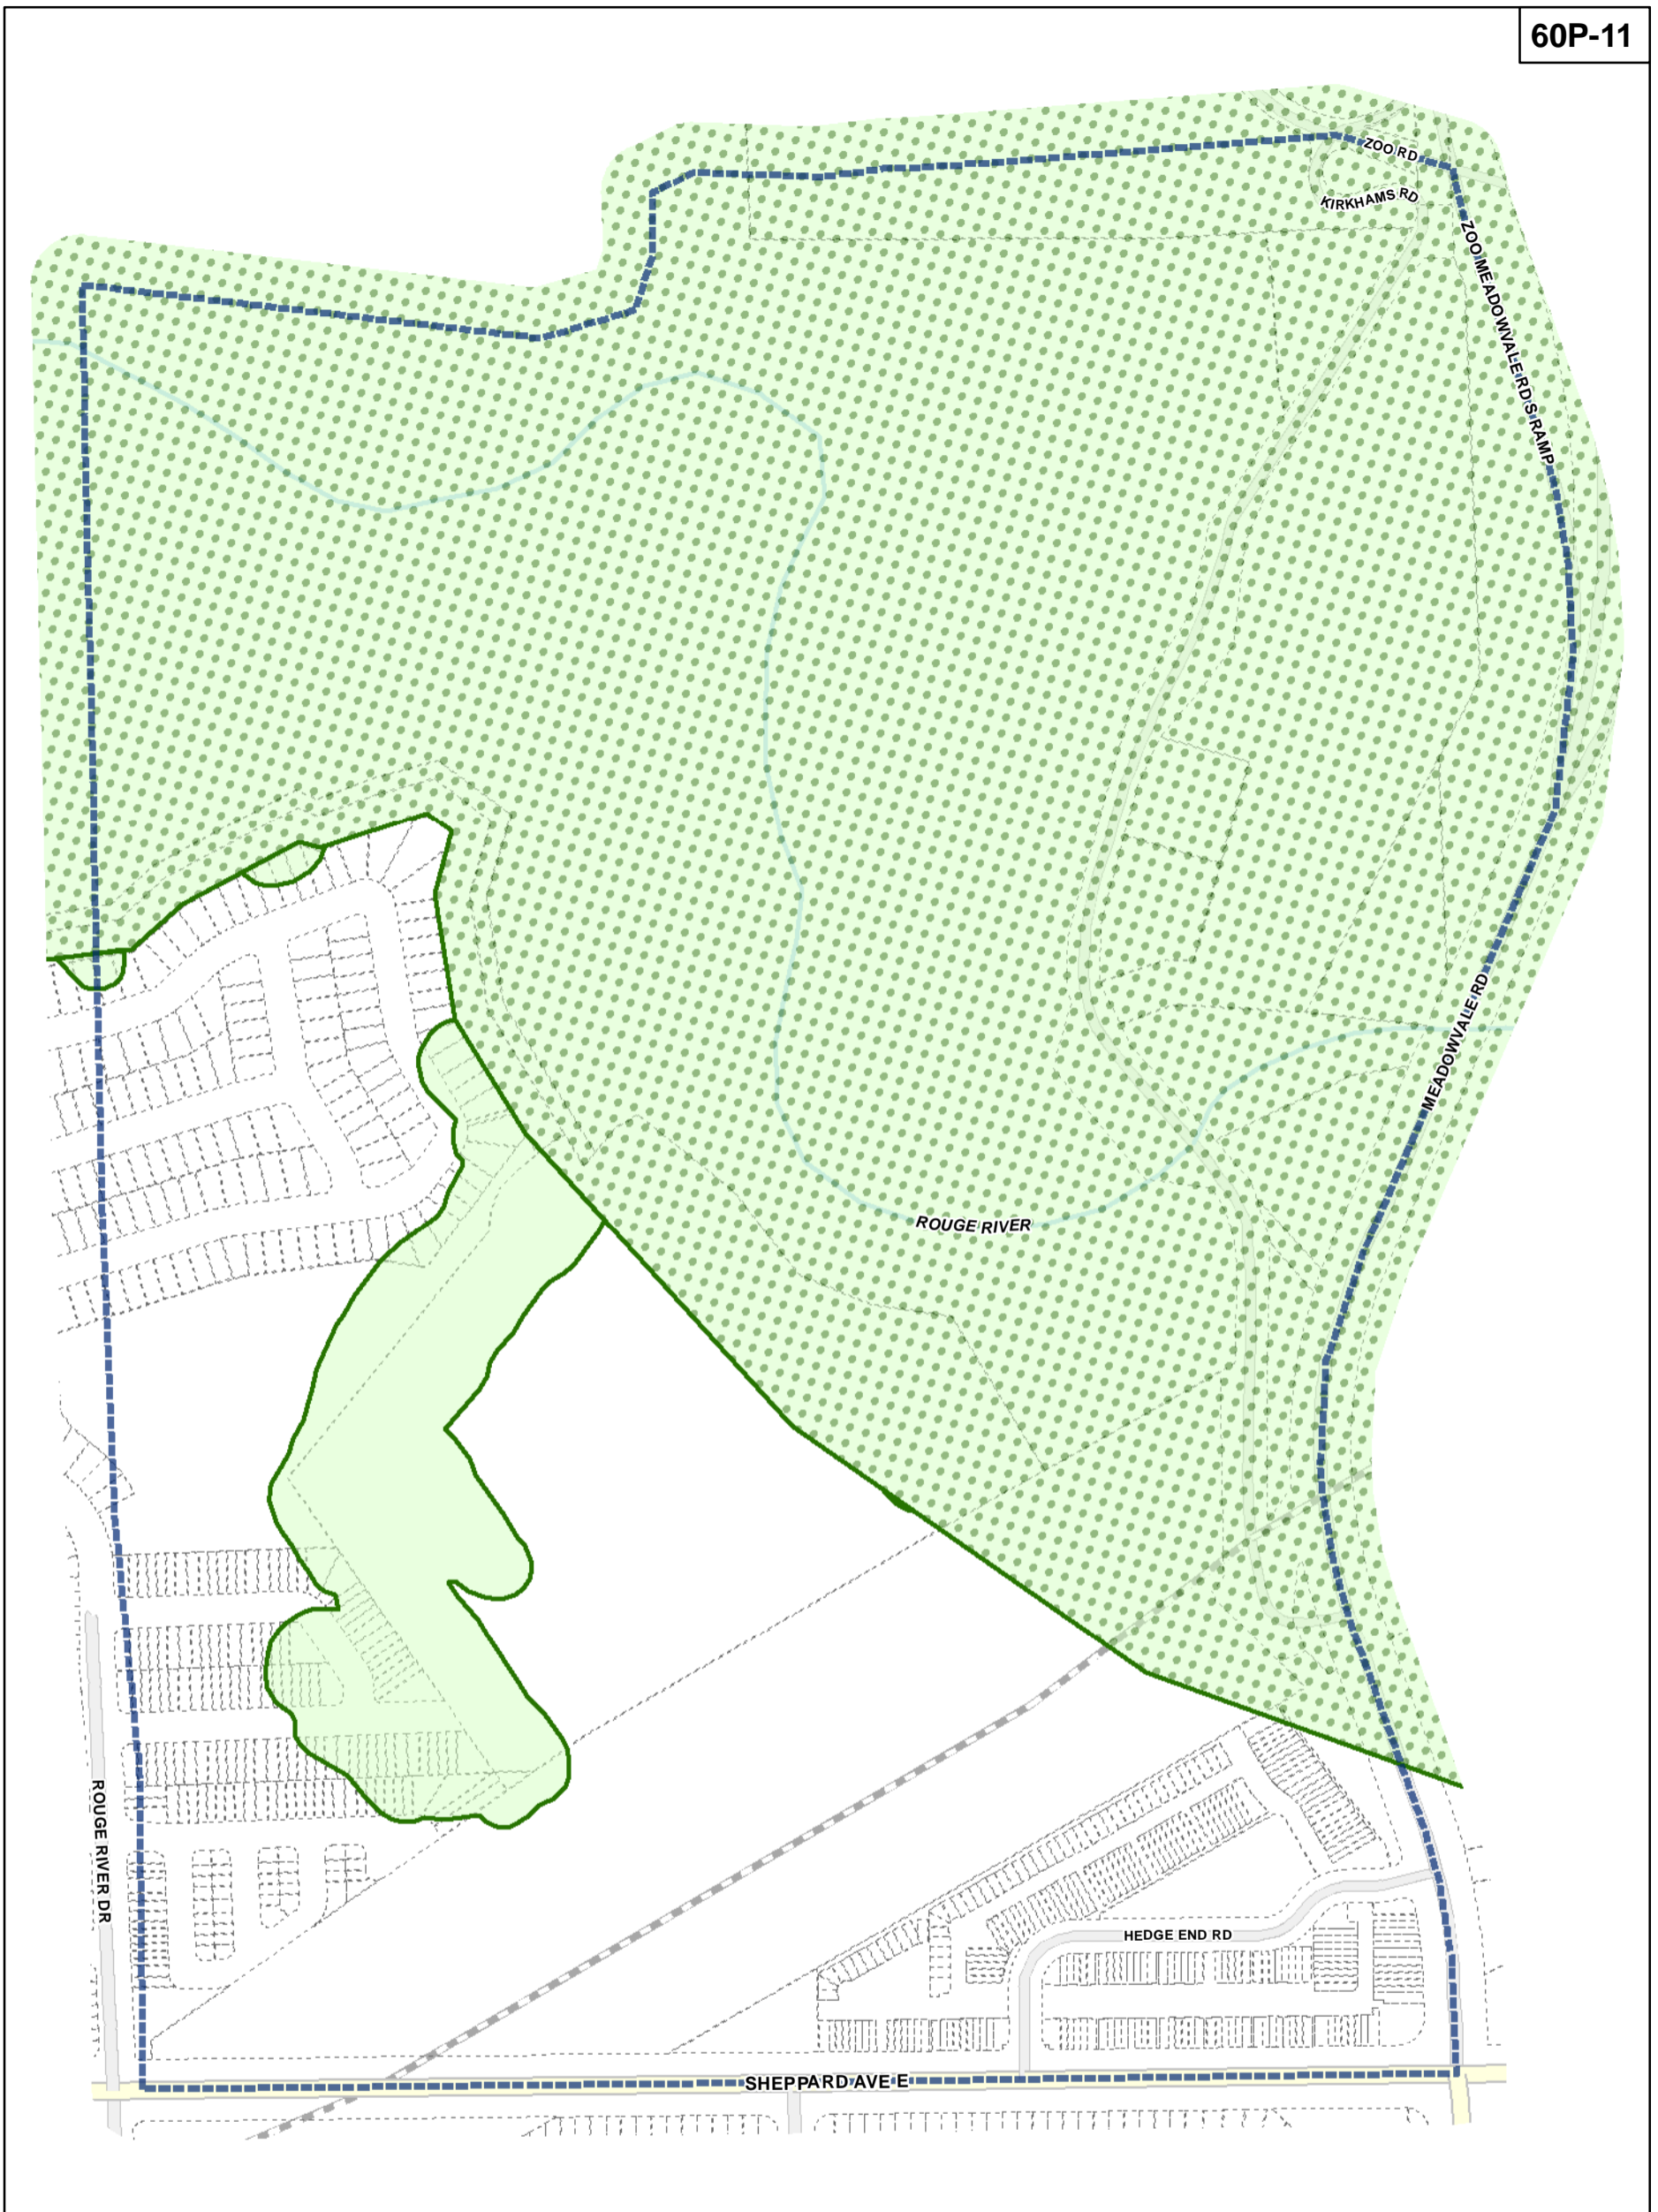 60P-11
ZOO RD
KIRKHAMS RD
ZOO MEADOWVALE RD S RAMP
MEADOWVALE RD
ROUGE RIVER
ROUGE RIVER DR
HEDGE END RD
SHEPPARD AVE E